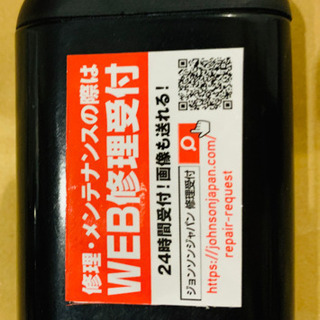 修理・メンテナンスの際は
WEB修理受付
24時間受付!画像も送れる!
ジョンソンジャパン 修理受付
https://johnsonjapan.com/
repair-request